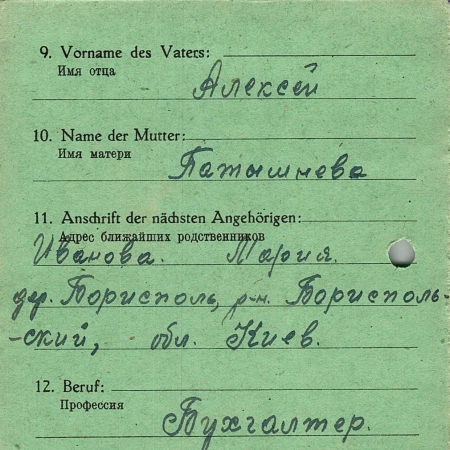 9. Vorname des Vaters:
Имя отца
Алексей
10. Name der Mutter:
Имя матери
Патышнева
11. Anschrift der nächsten Angehörigen:
Адрес ближайших родственников
Иванова. Мария.
дер. Борисполь, р-н. Бориспольский, 
-ский, обл. Киев.
12. Beruf:
Профессия
Бухгалтер.